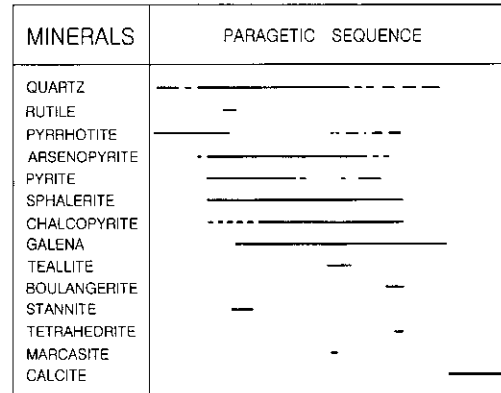 MINERALS
PARAGETIC SEQUENCE
QUARTZ
RUTILE
PYRRHOTITE
ARSENOPYRITE
PYRITE
SPHALERITE
CHALCOPYRITE
GALENA
TEALLITE
BOULANGERITE
STANNITE
TETRAHEDRITE
MARCASITE
CALCITE